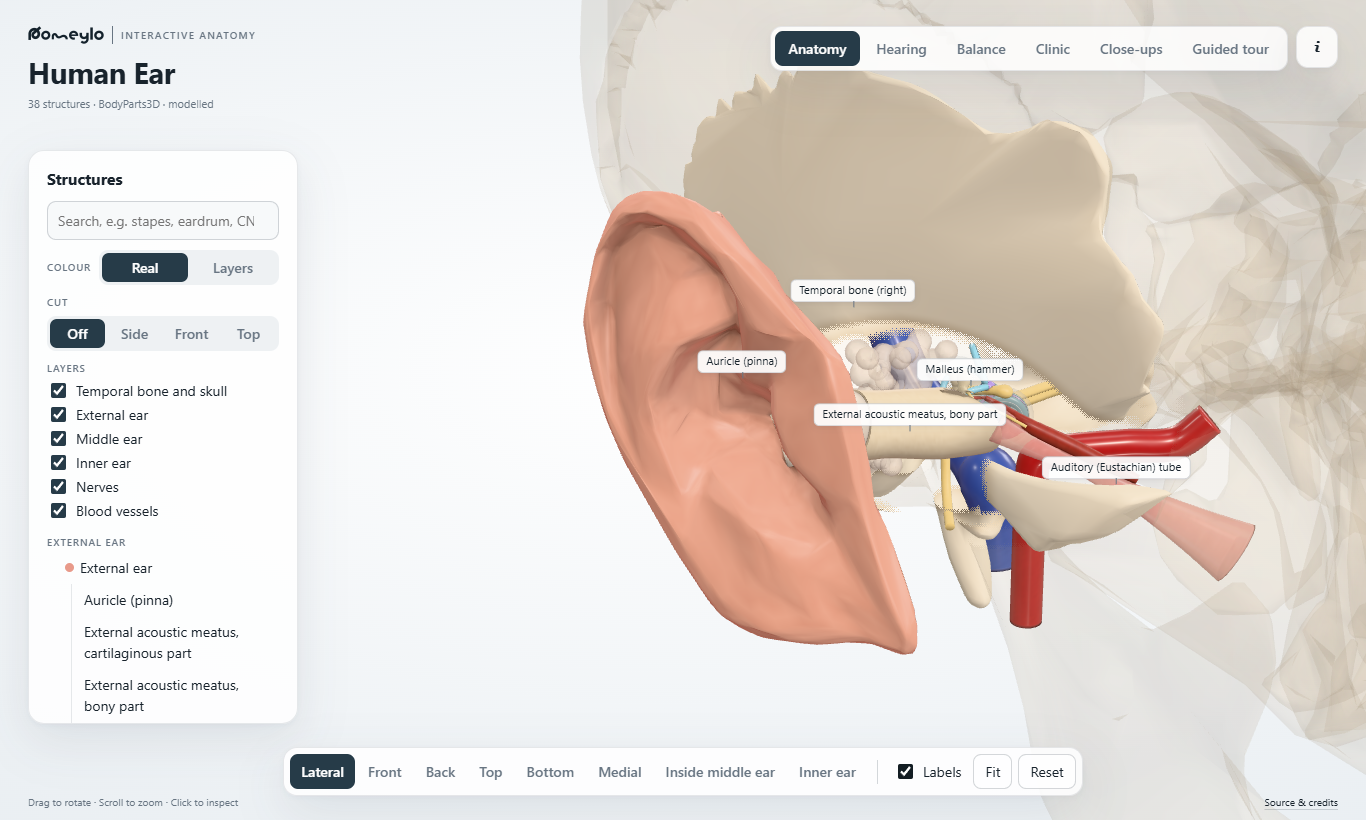 Domeylo
INTERACTIVE ANATOMY
Human Ear
38 structures · BodyParts3D · modelled
Anatomy
Hearing
Balance
Clinic
Close-ups
Guided tour
i
Structures
Search, e.g. stapes, eardrum, CN
COLOUR
Real
Layers
CUT
Off
Side
Front
Top
LAYERS
Temporal bone and skull
External ear
Middle ear
Inner ear
Nerves
Blood vessels
EXTERNAL EAR
External ear
Auricle (pinna)
External acoustic meatus,
cartilaginous part
External acoustic meatus,
bony part
Temporal bone (right)
Auricle (pinna)
Malleus (hammer)
External acoustic meatus, bony part
Auditory (Eustachian) tube
Lateral
Front
Back
Top
Bottom
Medial
Inside middle ear
Inner ear
Labels
Fit
Reset
Drag to rotate · Scroll to zoom · Click to inspect
Source & credits